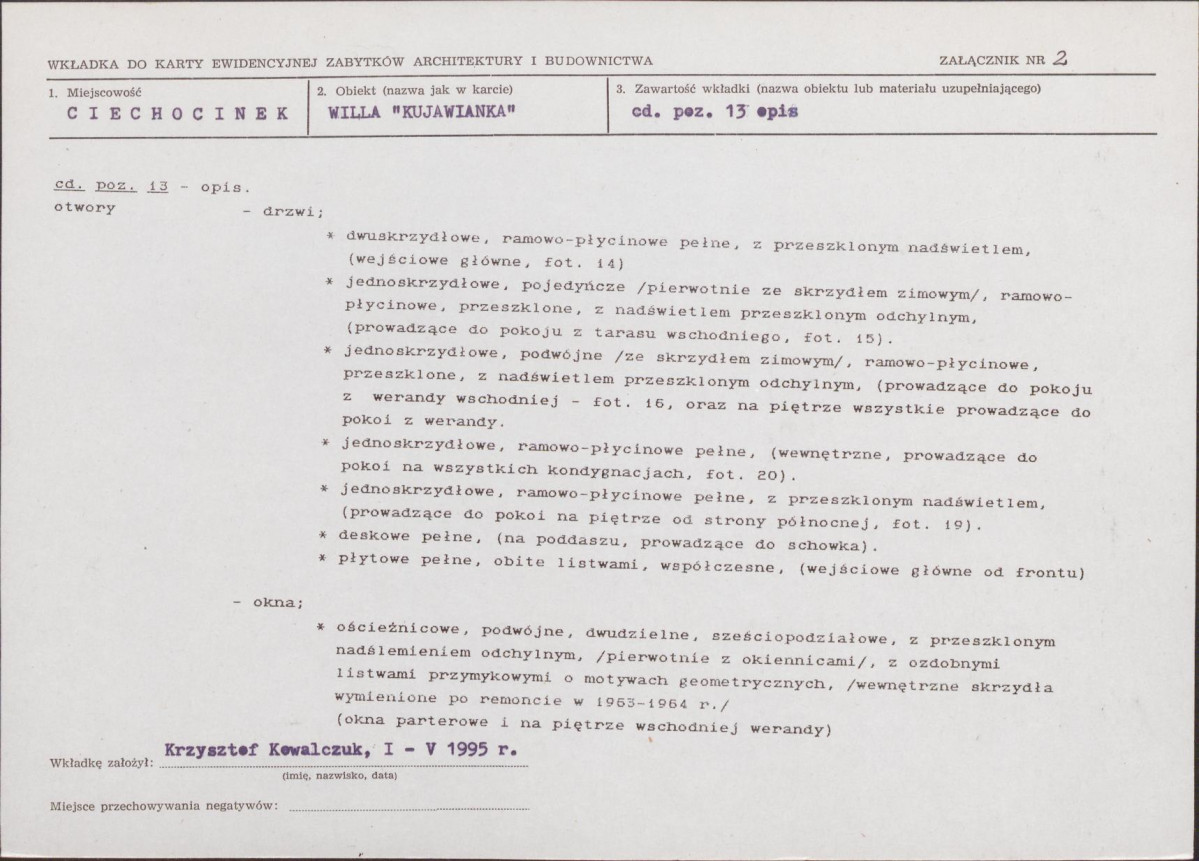 WKŁADKA DO KARTY EWIDENCYJNEJ ZABYTKÓW ARCHITEKTURY I BUDOWNICTWA
ZAŁĄCZNIK NR 2
1. Miejscowość
CIECHOCINEK
2. Obiekt (nazwa jak w karcie)
WILLA "KUJAWIANKA"
3. Zawartość wkładki (nazwa obiektu lub materiału uzupełniającego)
cd. poz. 13 opis
cd. poz. 13 - opis.
otwory - drzwi;
* dwuskrzydłowe, ramowo-płycinowe pełne, z przeszklonym nadświetlem,
(wejściowe główne, fot. 14)
* jednoskrzydłowe, pojedyńcze /pierwotnie ze skrzydłem zimowym/, ramowo-
płycinowe, przeszklone, z nadświetlem przeszklonym odchylnym,
(prowadzące do pokoju z tarasu wschodniego, fot. 15).
* jednoskrzydłowe, podwójne /ze skrzydłem zimowym/, ramowo-płycinowe,
przeszklone, z nadświetlem przeszklonym odchylnym, (prowadzące do pokoju
z werandy wschodniej - fot. 16, oraz na piętrze wszystkie prowadzące do
pokoi z werandy.
* jednoskrzydłowe, ramowo-płycinowe pełne, (wewnętrzne, prowadzące do
pokoi na wszystkich kondygnacjach, fot. 20).
* jednoskrzydłowe, ramowo-płycinowe pełne, z przeszklonym nadświetlem,
(prowadzące do pokoi na piętrze od strony północnej, fot. 19).
* deskowe pełne, (na poddaszu, prowadzące do schowka).
* płytowe pełne, obite listwami, współczesne, (wejściowe główne od frontu)
- okna;
* ościeżnicowe, podwójne, dwudzielne, sześciopodziałowe, z przeszklonym
nadślemieniem odchylnym, /pierwotnie z okiennicami/, z ozdobnymi
listwami przymykowymi o motywach geometrycznych, /wewnętrzne skrzydła
wymienione po remoncie w 1963-1964 r./
(okna parterowe i na piętrze wschodniej werandy)
Wkładkę założył: Krzysztof Kowalczuk, I - V 1995 r.
(imię, nazwisko, data)
Miejsce przechowywania negatywów: